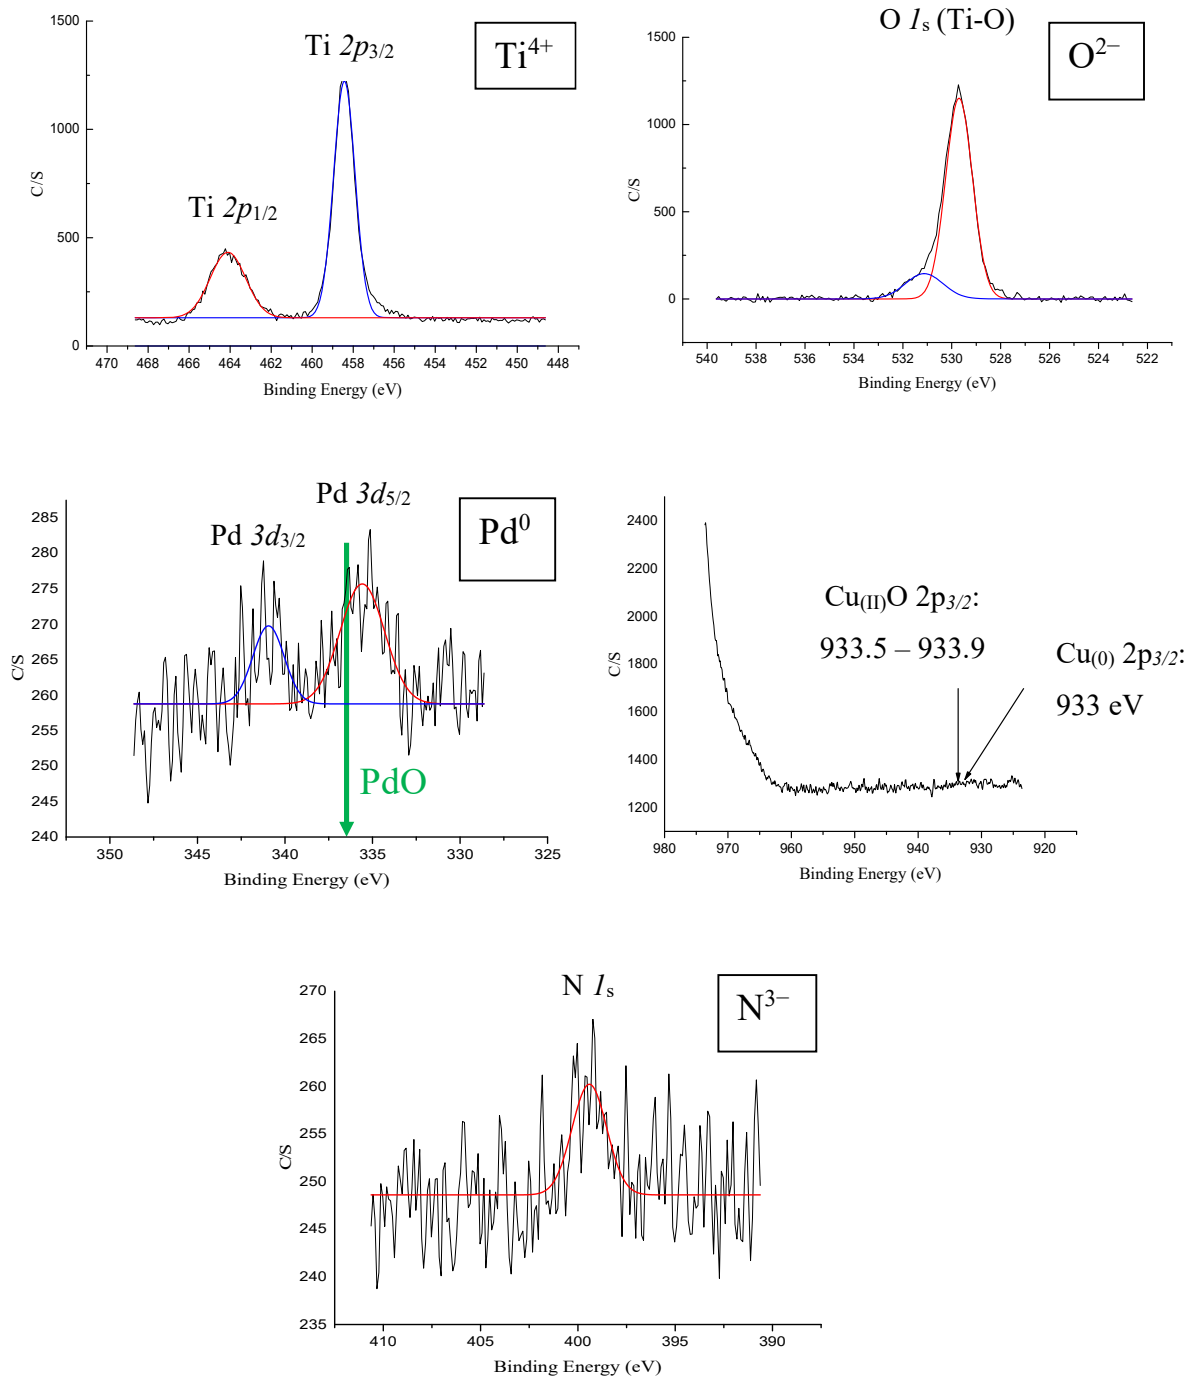 Ti 2p3/2
Ti 2p1/2
Ti⁴⁺
1500
1000
500
0
C/S
470 468 466 464 462 460 458 456 454 452 450 448
Binding Energy (eV)
O 1s (Ti-O)
O²⁻
1500
1000
500
0
C/S
540 538 536 534 532 530 528 526 524 522
Binding Energy (eV)
Pd 3d5/2
Pd 3d3/2
Pd⁰
285
280
275
270
265
260
255
250
245
240
C/S
PdO
350 345 340 335 330 325
Binding Energy (eV)
2400
2200
2000
1800
1600
1400
1200
C/S
Cu(II)O 2p3/2:
933.5 – 933.9
Cu(0) 2p3/2:
933 eV
980 970 960 950 940 930 920
Binding Energy (eV)
N 1s
N³⁻
270
265
260
255
250
245
240
235
C/S
410 405 400 395 390
Binding Energy (eV)